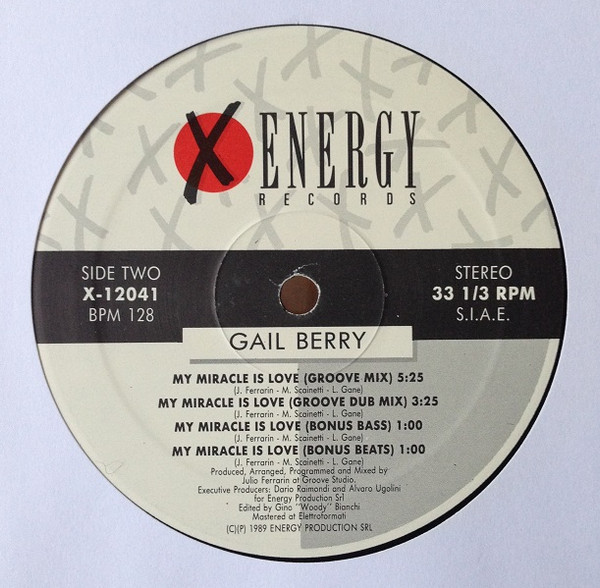 X ENERGY
RECORDS
SIDE TWO
X-12041
BPM 128
STEREO
33 1/3 RPM
S.I.A.E.
GAIL BERRY
MY MIRACLE IS LOVE (GROOVE MIX) 5:25
(J. Ferrarin - M. Scainetti - L. Gane)
MY MIRACLE IS LOVE (GROOVE DUB MIX) 3:25
(J. Ferrarin - M. Scainetti - L. Gane)
MY MIRACLE IS LOVE (BONUS BASS) 1:00
(J. Ferrarin - M. Scainetti - L. Gane)
MY MIRACLE IS LOVE (BONUS BEATS) 1:00
(J. Ferrarin - M. Scainetti - L. Gane)
Produced, Arranged, Programmed and Mixed by
Julio Ferrarin at Groove Studio.
Executive Producers: Dario Raimondi and Alvaro Ugolini
for Energy Production Srl
Edited by Gino "Woody" Bianchi
Mastered at Elettroformati
(C)(P) 1989 ENERGY PRODUCTION SRL